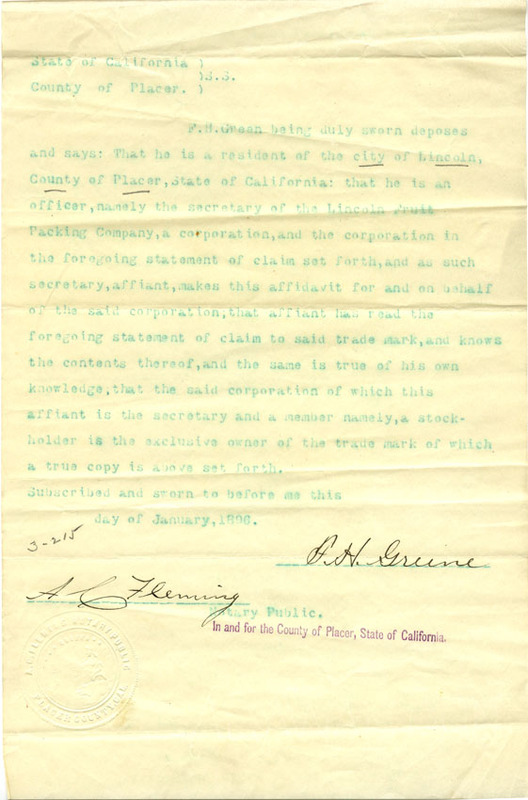 State of California )
)S.S.
County of Placer. )
F.H.Green being duly sworn deposes
and says: That he is a resident of the city of Lincoln,
County of Placer,State of California: that he is an
officer,namely the secretary of the Lincoln Fruit
Packing Company,a corporation,and the corporation in
the foregoing statement of claim set forth,and as such
secretary,affiant,makes this affidavit for and on behalf
of the said corporation,that affiant has read the
foregoing statement of claim to said trade mark,and knows
the contents thereof,and the same is true of his own
knowledge,that the said corporation of which this
affiant is the secretary and a member namely,a stock-
holder is the exclusive owner of the trade mark of which
a true copy is above set forth.
Subscribed and sworn to before me this
day of January,1896.
3-215
F.H. Greene
A C Fleming
Notary Public.
In and for the County of Placer, State of California.
NOTARY PUBLIC
PLACER COUNTY, CAL.